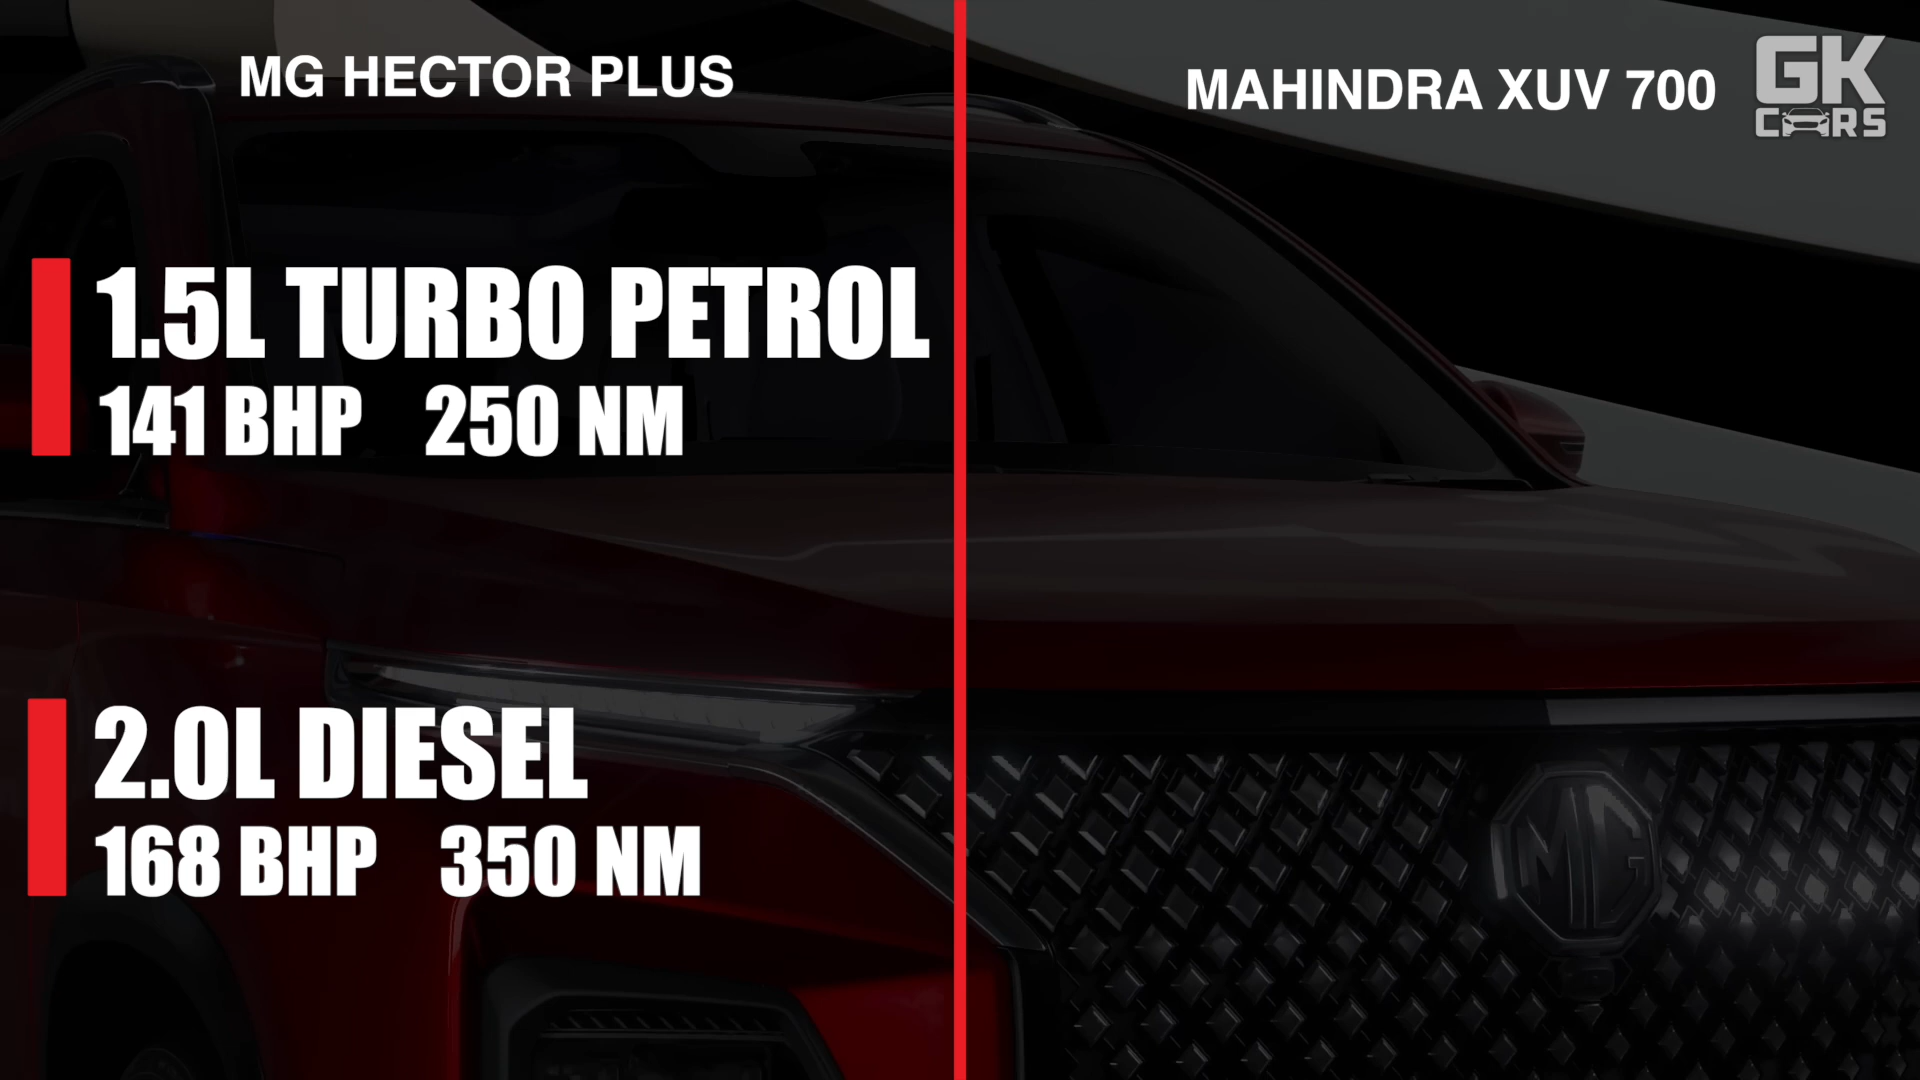 MG HECTOR PLUS
MAHINDRA XUV 700
GK
CARS
1.5L TURBO PETROL
141 BHP 250 NM
2.0L DIESEL
168 BHP 350 NM
MG